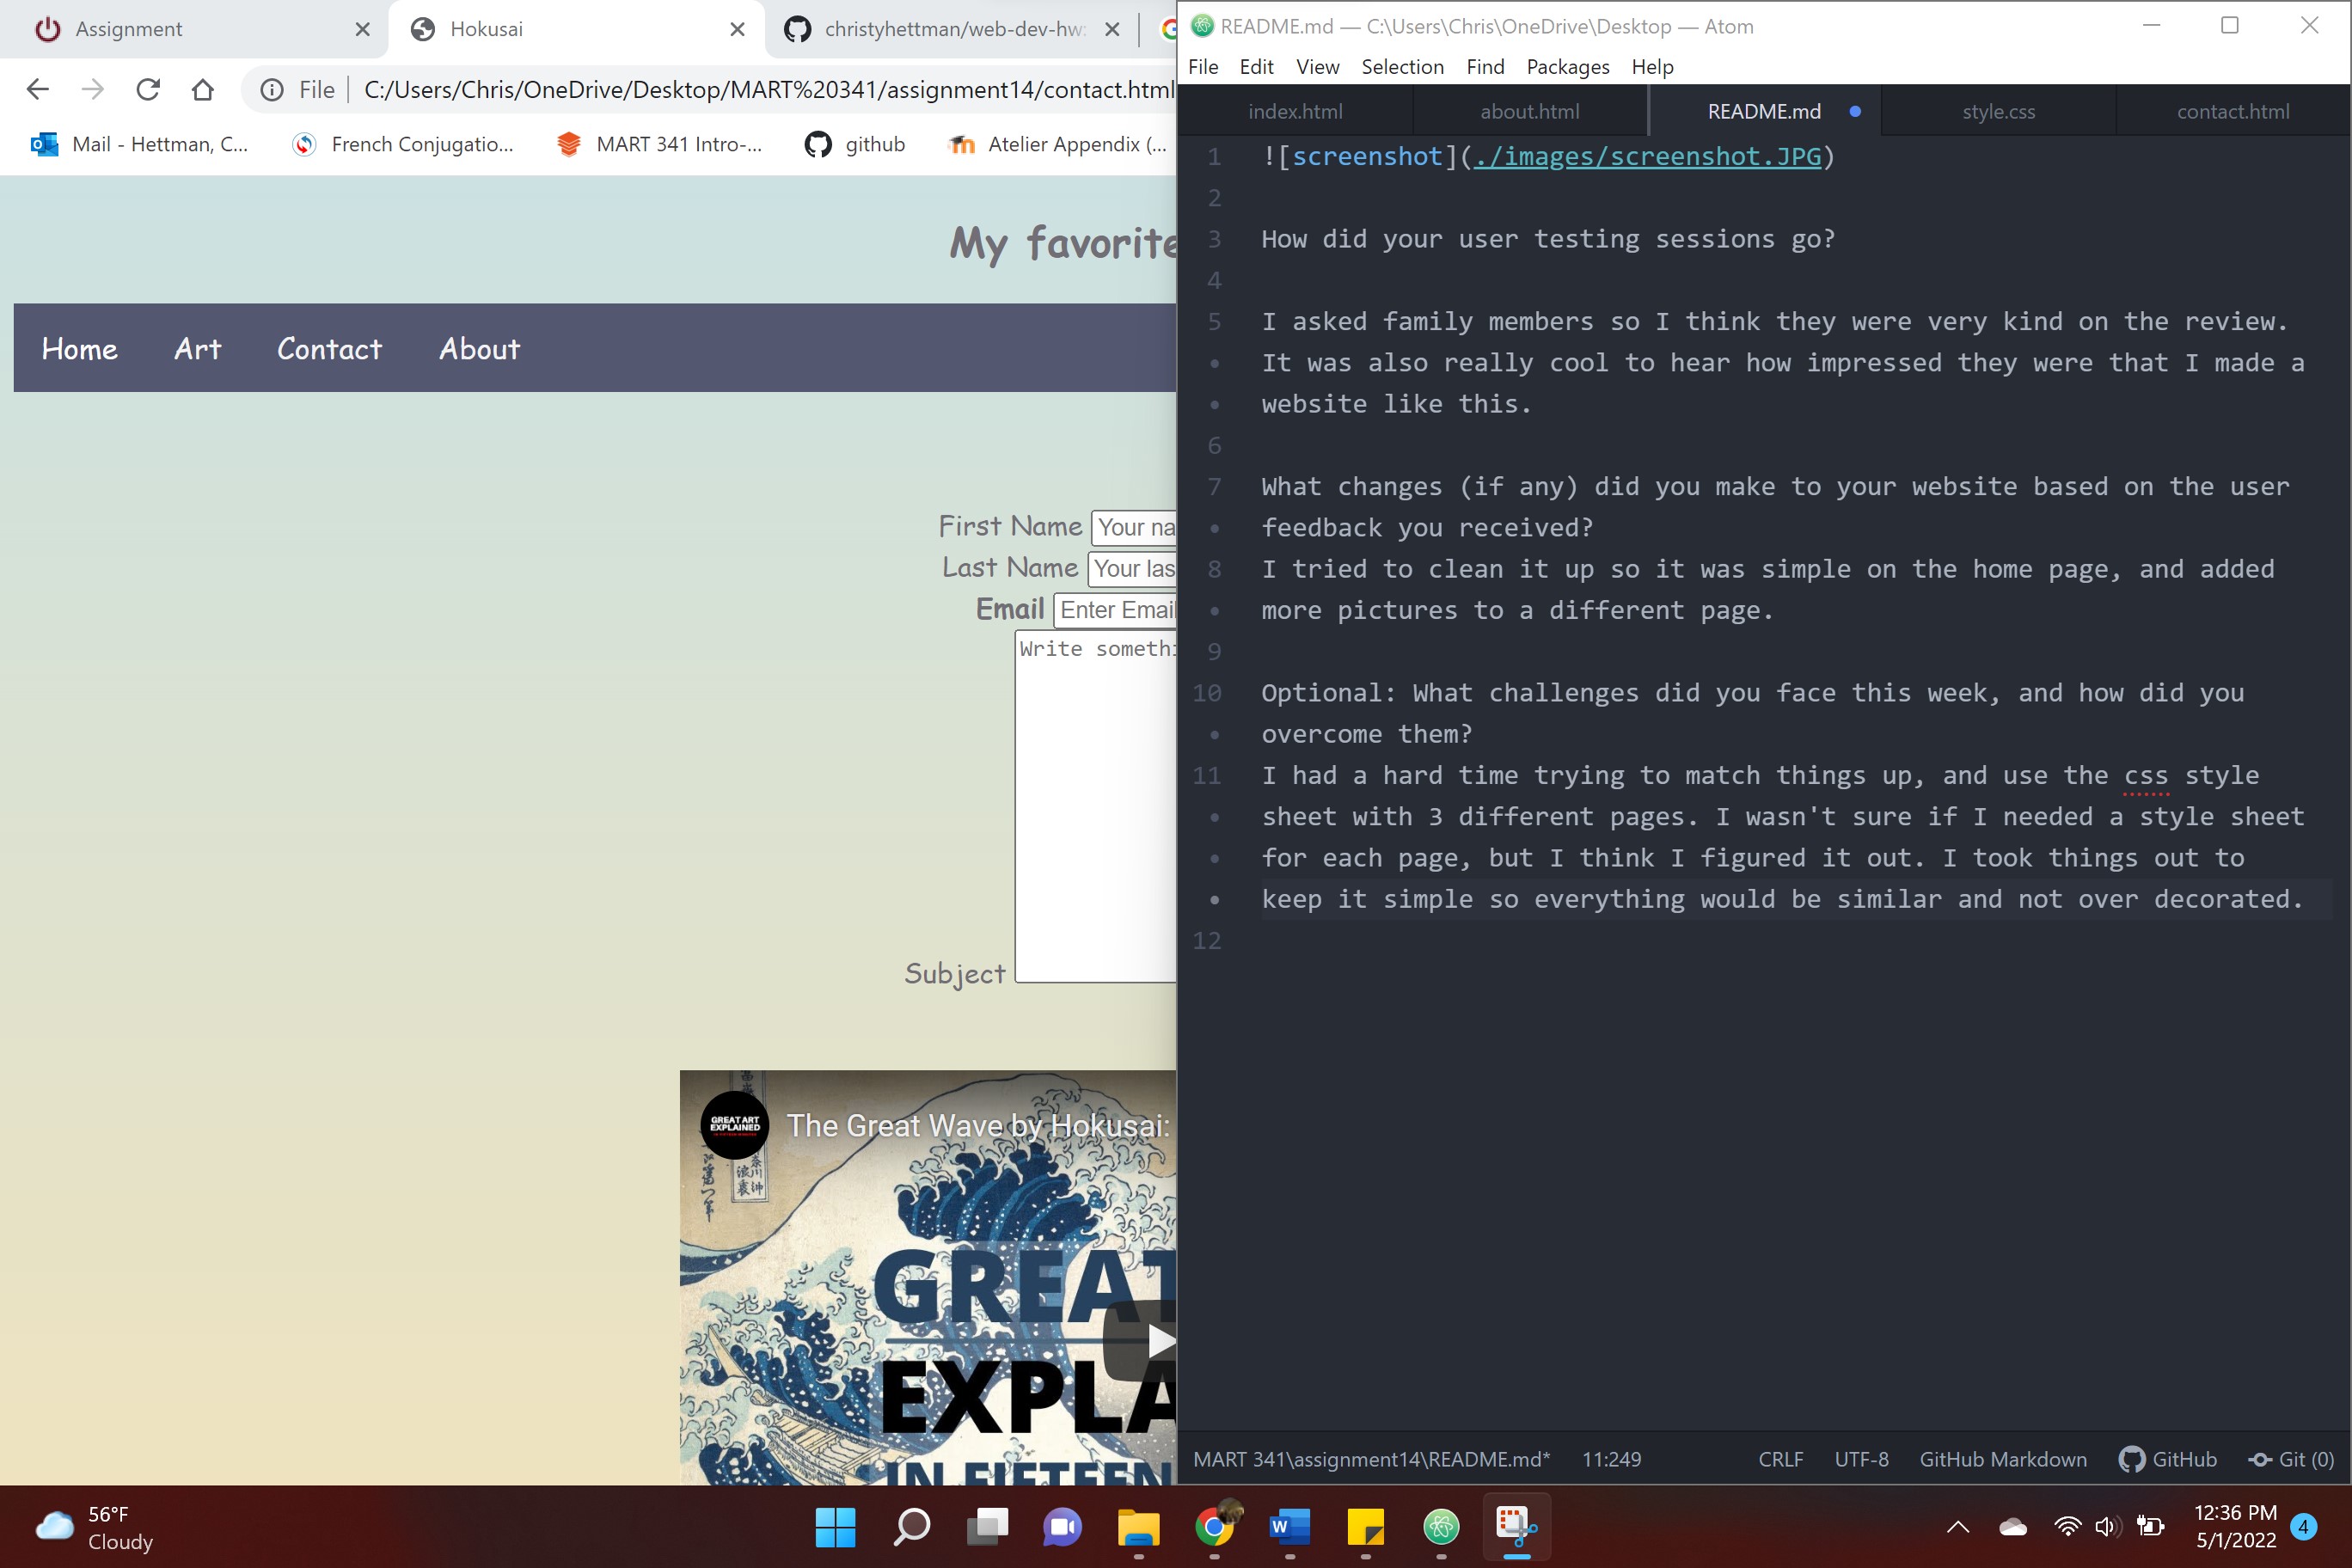 Assignment
Hokusai
christyhettman/web-dev-hw
File
C:/Users/Chris/OneDrive/Desktop/MART%20341/assignment14/contact.html
Mail - Hettman, C...
French Conjugatio...
MART 341 Intro-...
github
Atelier Appendix (...
My favorite
Home Art Contact About
First Name Your na
Last Name Your las
Email Enter Email
Write somethi
Subject
GREAT ART
EXPLAINED
The Great Wave by Hokusai:
GREAT
EXPLA
IN FIFTEEN
README.md — C:\Users\Chris\OneDrive\Desktop — Atom
File Edit View Selection Find Packages Help
index.html about.html README.md style.css contact.html
1 ![screenshot](./images/screenshot.JPG)
2
3 How did your user testing sessions go?
4
5 I asked family members so I think they were very kind on the review.
It was also really cool to hear how impressed they were that I made a
website like this.
6
7 What changes (if any) did you make to your website based on the user
feedback you received?
8 I tried to clean it up so it was simple on the home page, and added
more pictures to a different page.
9
10 Optional: What challenges did you face this week, and how did you
overcome them?
11 I had a hard time trying to match things up, and use the css style
sheet with 3 different pages. I wasn't sure if I needed a style sheet
for each page, but I think I figured it out. I took things out to
keep it simple so everything would be similar and not over decorated.
12
MART 341\assignment14\README.md* 11:249 CRLF UTF-8 GitHub Markdown GitHub Git (0)
56°F
Cloudy
12:36 PM
5/1/2022
4